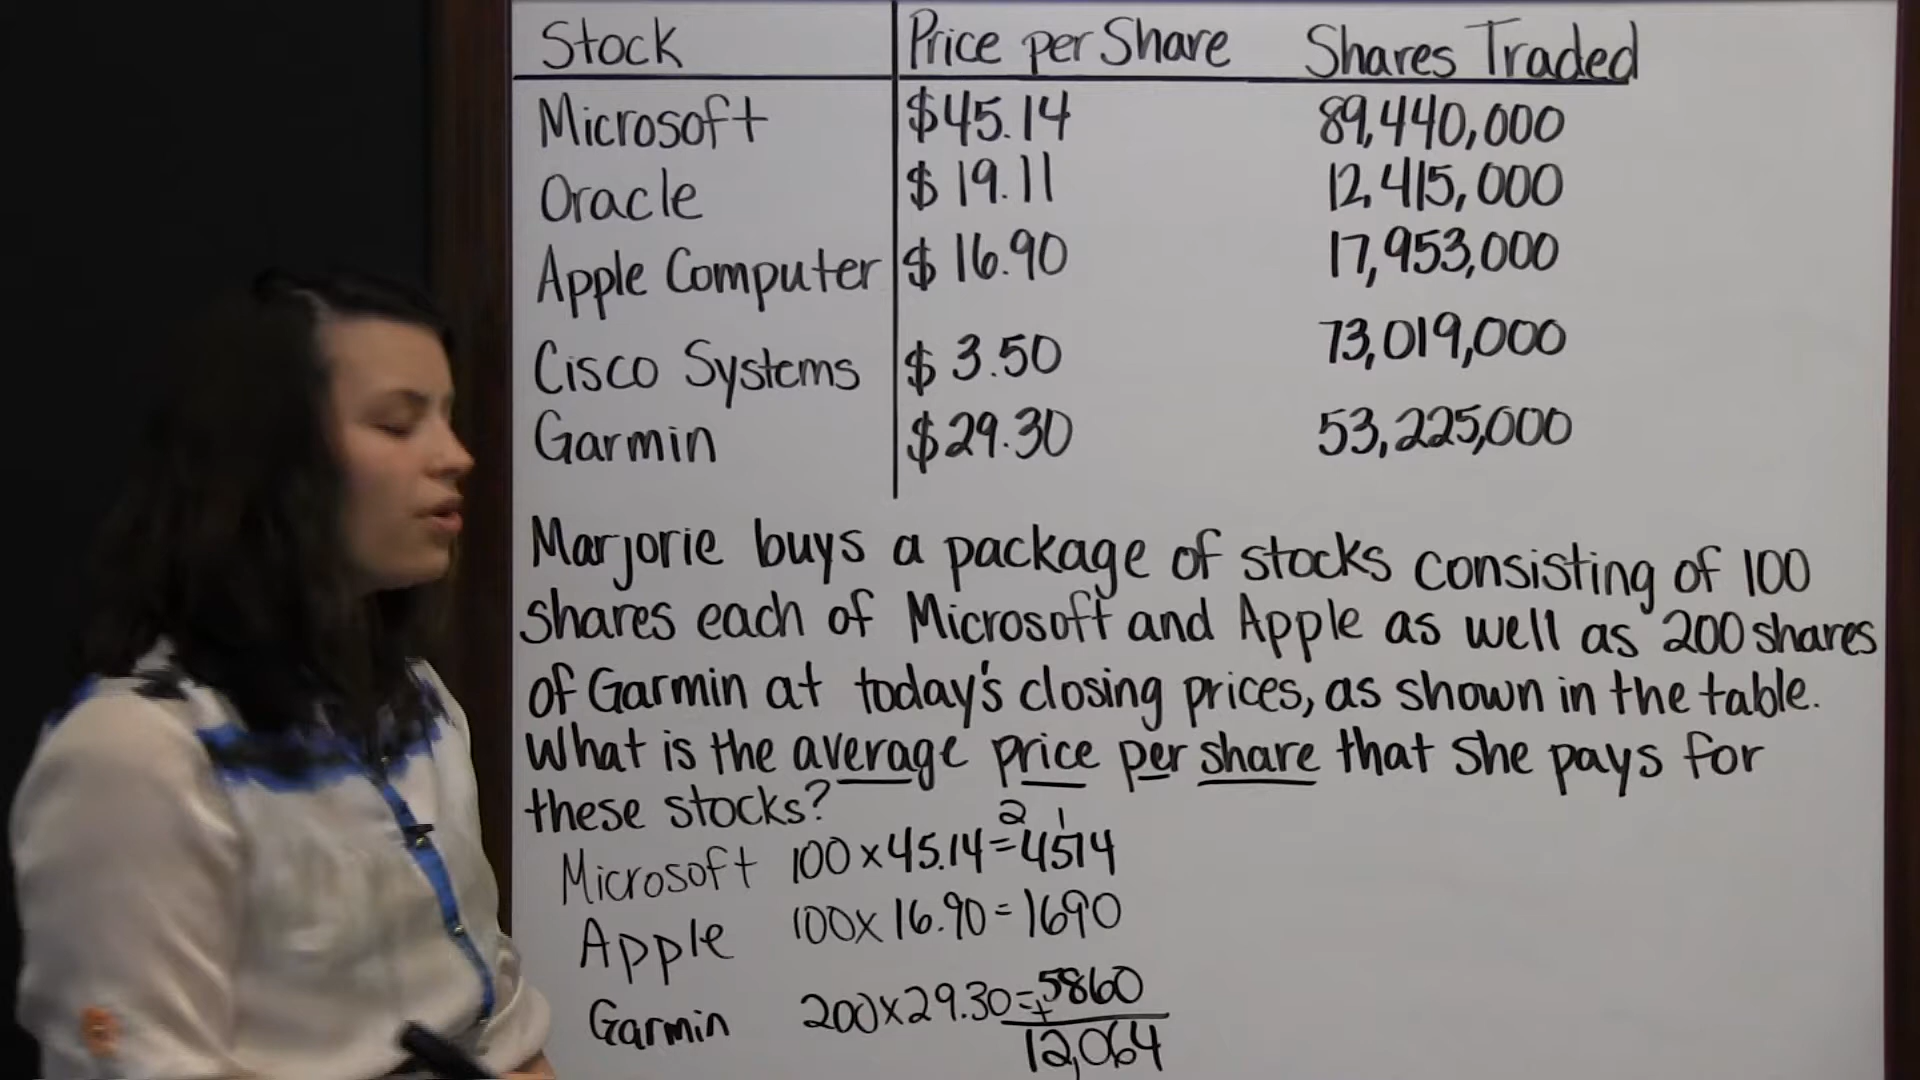 Stock Price per Share Shares Traded
Microsoft $45.14 89,440,000
Oracle $19.11 12,415,000
Apple Computer $16.90 17,953,000
Cisco Systems $3.50 73,019,000
Garmin $29.30 53,225,000
Marjorie buys a package of stocks consisting of 100
shares each of Microsoft and Apple as well as 200 shares
of Garmin at today's closing prices, as shown in the table.
What is the average price per share that she pays for
these stocks?
2 1
Microsoft 100x45.14=4514
Apple 100x16.90=1690
Garmin 200x29.30=+5860
12,064